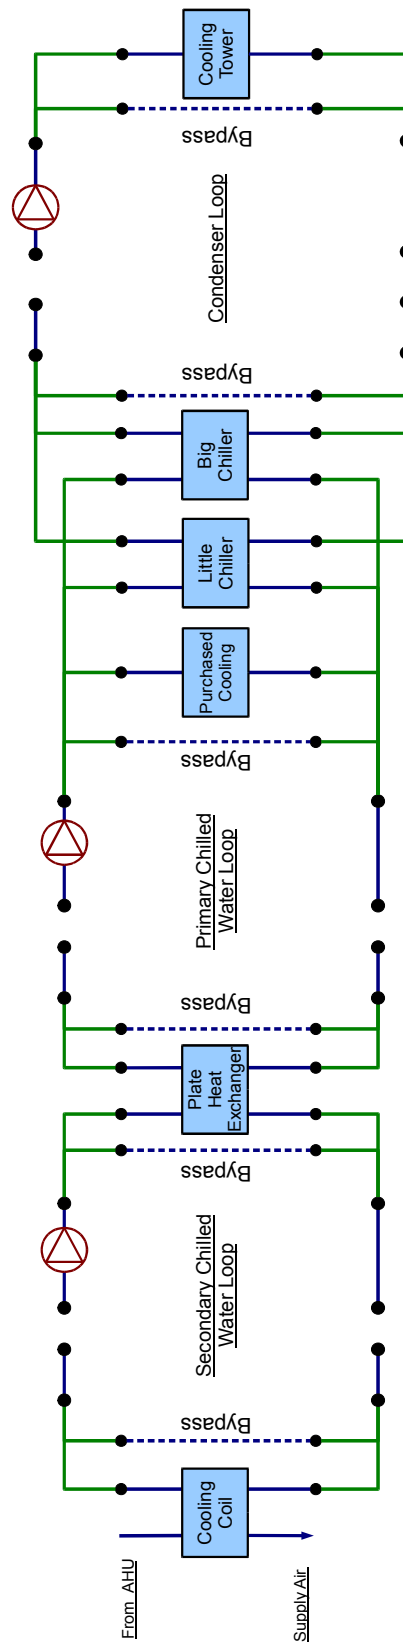 Cooling
Tower
Bypass
Condenser Loop
Bypass
Big
Chiller
Little
Chiller
Purchased
Cooling
Bypass
Primary Chilled
Water Loop
Bypass
Plate
Heat
Exchanger
Bypass
Secondary Chilled
Water Loop
Bypass
Cooling
Coil
From AHU
Supply Air